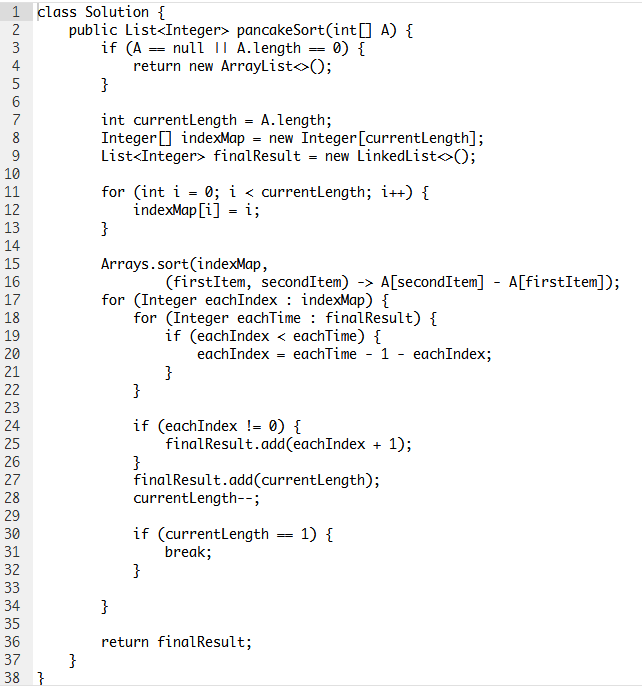 1 class Solution {
2     public List<Integer> pancakeSort(int[] A) {
3         if (A == null || A.length == 0) {
4             return new ArrayList<>();
5         }
6
7         int currentLength = A.length;
8         Integer[] indexMap = new Integer[currentLength];
9         List<Integer> finalResult = new LinkedList<>();
10
11         for (int i = 0; i < currentLength; i++) {
12             indexMap[i] = i;
13         }
14
15         Arrays.sort(indexMap,
16                 (firstItem, secondItem) -> A[secondItem] - A[firstItem]);
17         for (Integer eachIndex : indexMap) {
18             for (Integer eachTime : finalResult) {
19                 if (eachIndex < eachTime) {
20                     eachIndex = eachTime - 1 - eachIndex;
21                 }
22             }
23
24             if (eachIndex != 0) {
25                 finalResult.add(eachIndex + 1);
26             }
27             finalResult.add(currentLength);
28             currentLength--;
29
30             if (currentLength == 1) {
31                 break;
32             }
33
34         }
35
36         return finalResult;
37     }
38 }